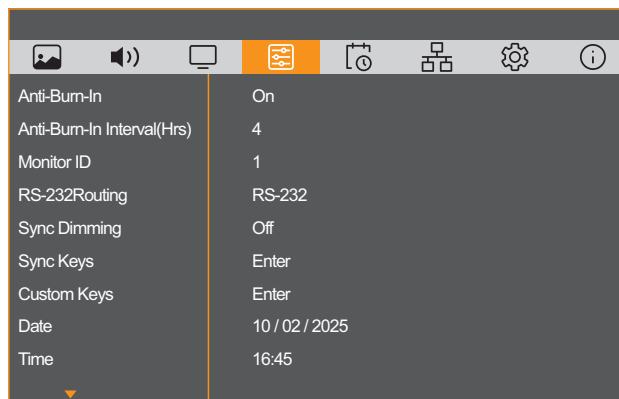 Anti-Burn-In On
Anti-Burn-In Interval(Hrs) 4
Monitor ID 1
RS-232Routing RS-232
Sync Dimming Off
Sync Keys Enter
Custom Keys Enter
Date 10 / 02 / 2025
Time 16:45